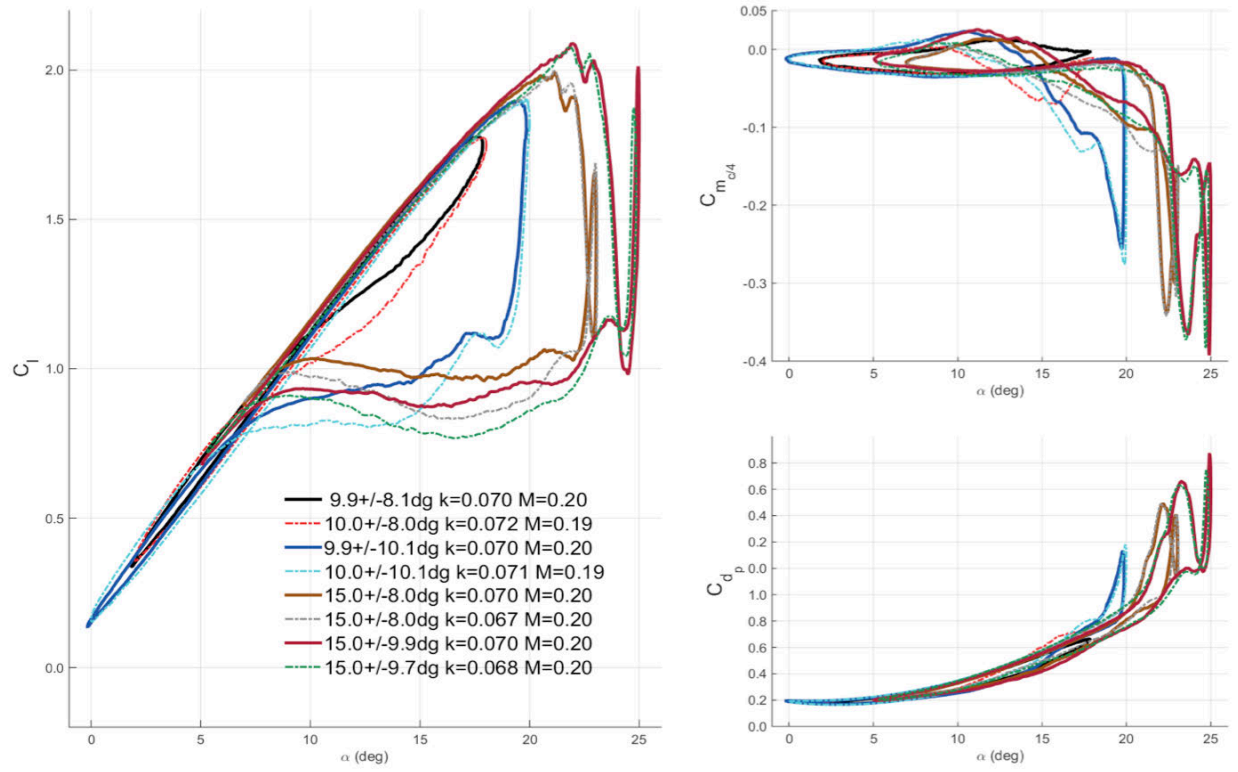 2.0
1.5
1.0
0.5
0.0
C_l
0 5 10 15 20 25
α (deg)
9.9+/-8.1dg k=0.070 M=0.20
10.0+/-8.0dg k=0.072 M=0.19
9.9+/-10.1dg k=0.070 M=0.20
10.0+/-10.1dg k=0.071 M=0.19
15.0+/-8.0dg k=0.070 M=0.20
15.0+/-8.0dg k=0.067 M=0.20
15.0+/-9.9dg k=0.070 M=0.20
15.0+/-9.7dg k=0.068 M=0.20
0.0
-0.1
-0.2
-0.3
-0.4
C_m_c/4
0 5 10 15 20 25
α (deg)
0.8
0.6
0.4
0.2
0.0
1.0
0.8
0.6
0.4
0.2
0.0
C_d_p
0 5 10 15 20 25
α (deg)